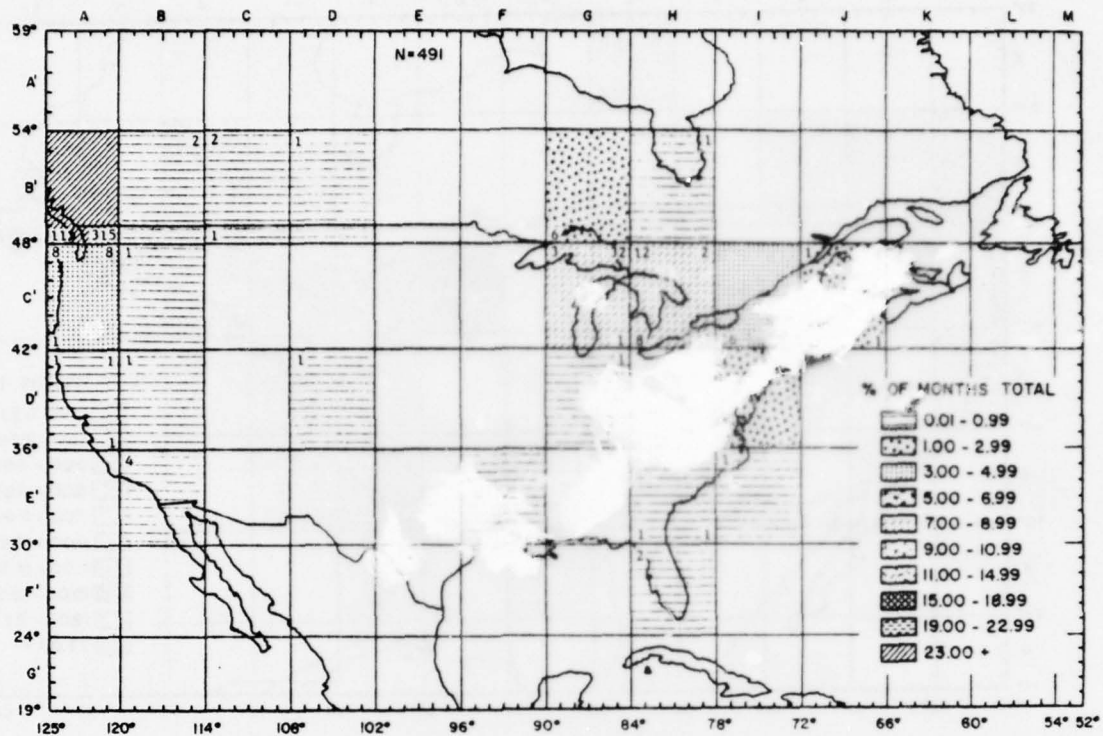 A B C D E F G H I J K L M
59°
N=491
A'
54°
2 2 1 1
B'
11 315
1
48°
8 8 1
3 12 12 2 1
C'
42°
1 1 1 1
D'
% OF MONTHS TOTAL
0.01 - 0.99
1.00 - 2.99
3.00 - 4.99
5.00 - 6.99
7.00 - 8.99
9.00 - 10.99
11.00 - 14.99
15.00 - 18.99
19.00 - 22.99
23.00 +
1
36°
4
E'
30°
1
2
F'
24°
G'
19°
125° 120° 114° 108° 102° 96° 90° 84° 78° 72° 66° 60° 54° 52°